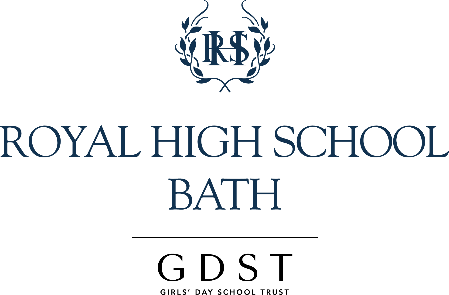 RHS
ROYAL HIGH SCHOOL
BATH
GDST
GIRLS' DAY SCHOOL TRUST